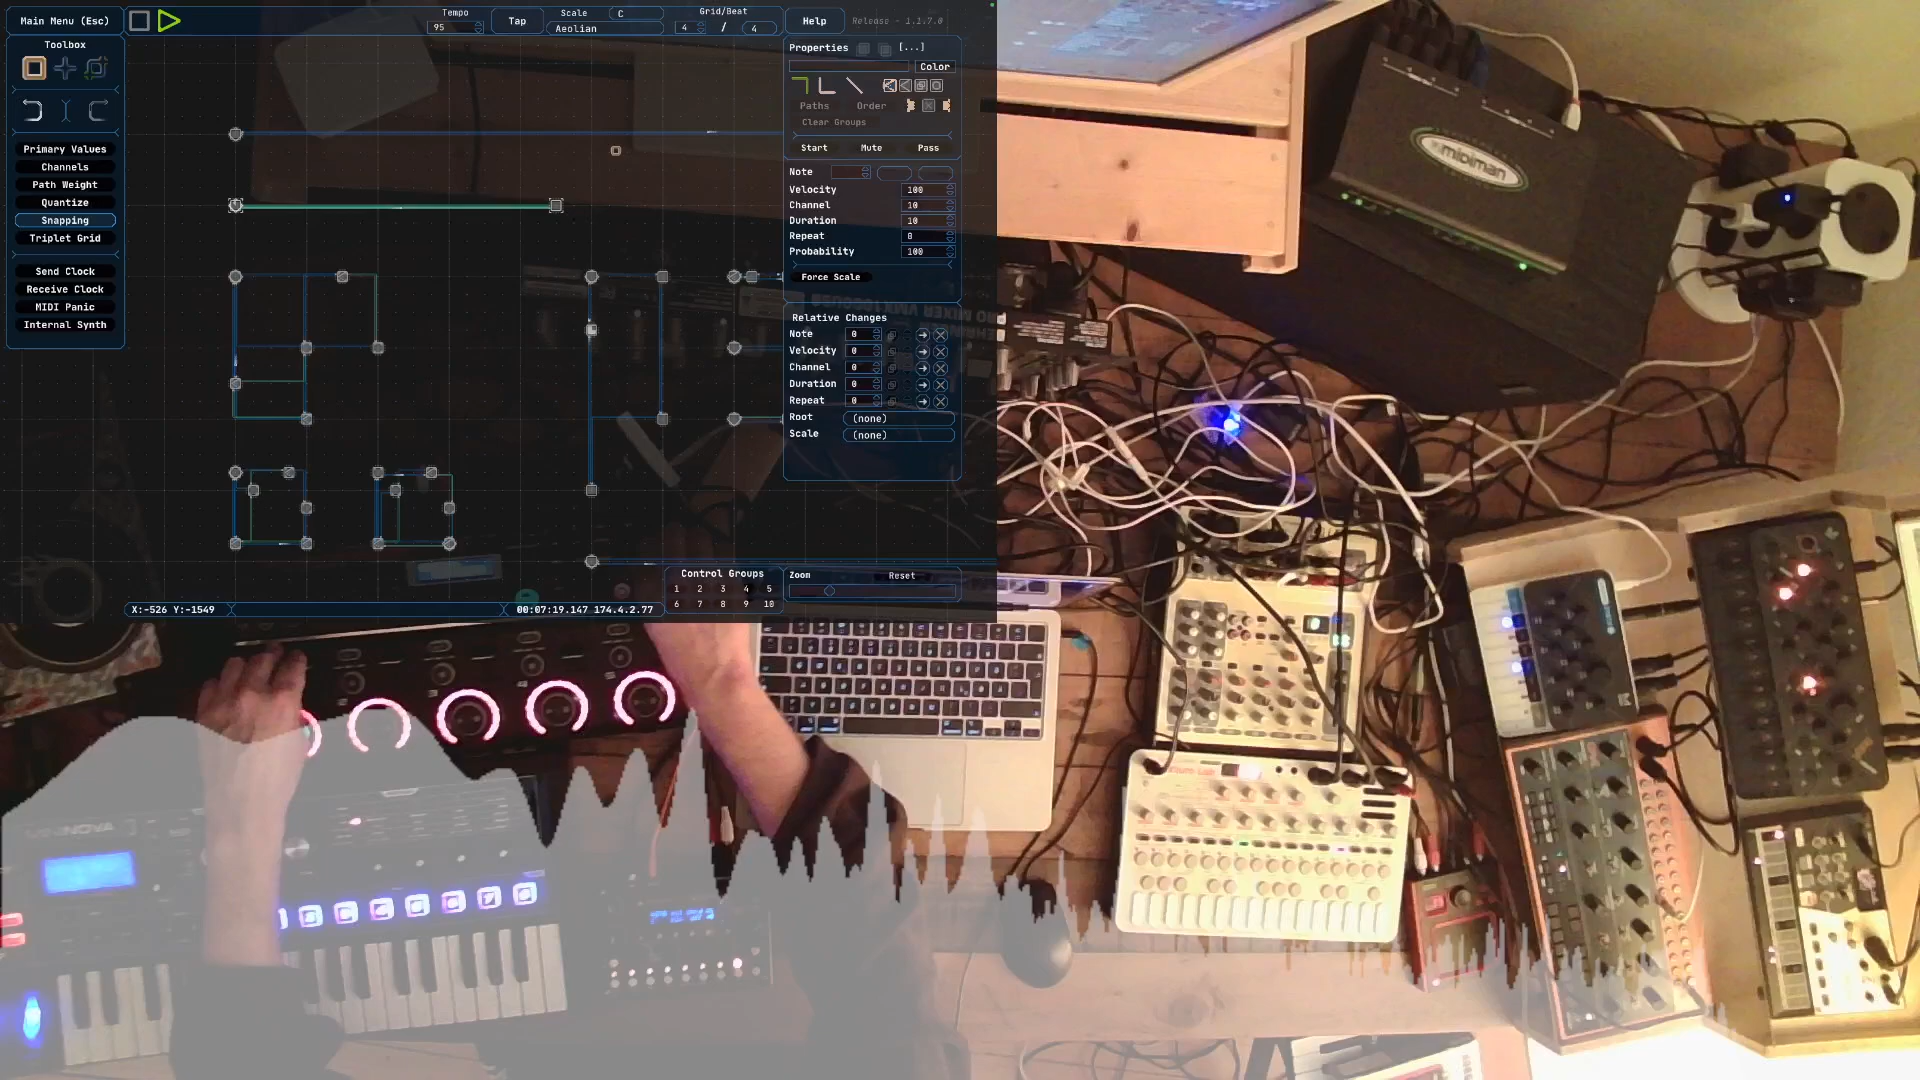 Main Menu (Esc)
Tempo
95
Tap
Scale
C
Aeolian
Grid/Beat
4 / 4
Help
Release - 1.1.7.0
Toolbox
Primary Values
Channels
Path Weight
Quantize
Snapping
Triplet Grid
Send Clock
Receive Clock
MIDI Panic
Internal Synth
Properties
[...]
Color
Paths
Order
Clear Groups
Start
Mute
Pass
Note
Velocity 100
Channel 10
Duration 10
Repeat 0
Probability 100
Force Scale
Relative Changes
Note 0
Velocity 0
Channel 0
Duration 0
Repeat 0
Root (none)
Scale (none)
Control Groups
1 2 3 4 5
6 7 8 9 10
Zoom
Reset
X:-526 Y:-1549
00:07:19.147 174.4.2.77
midiman